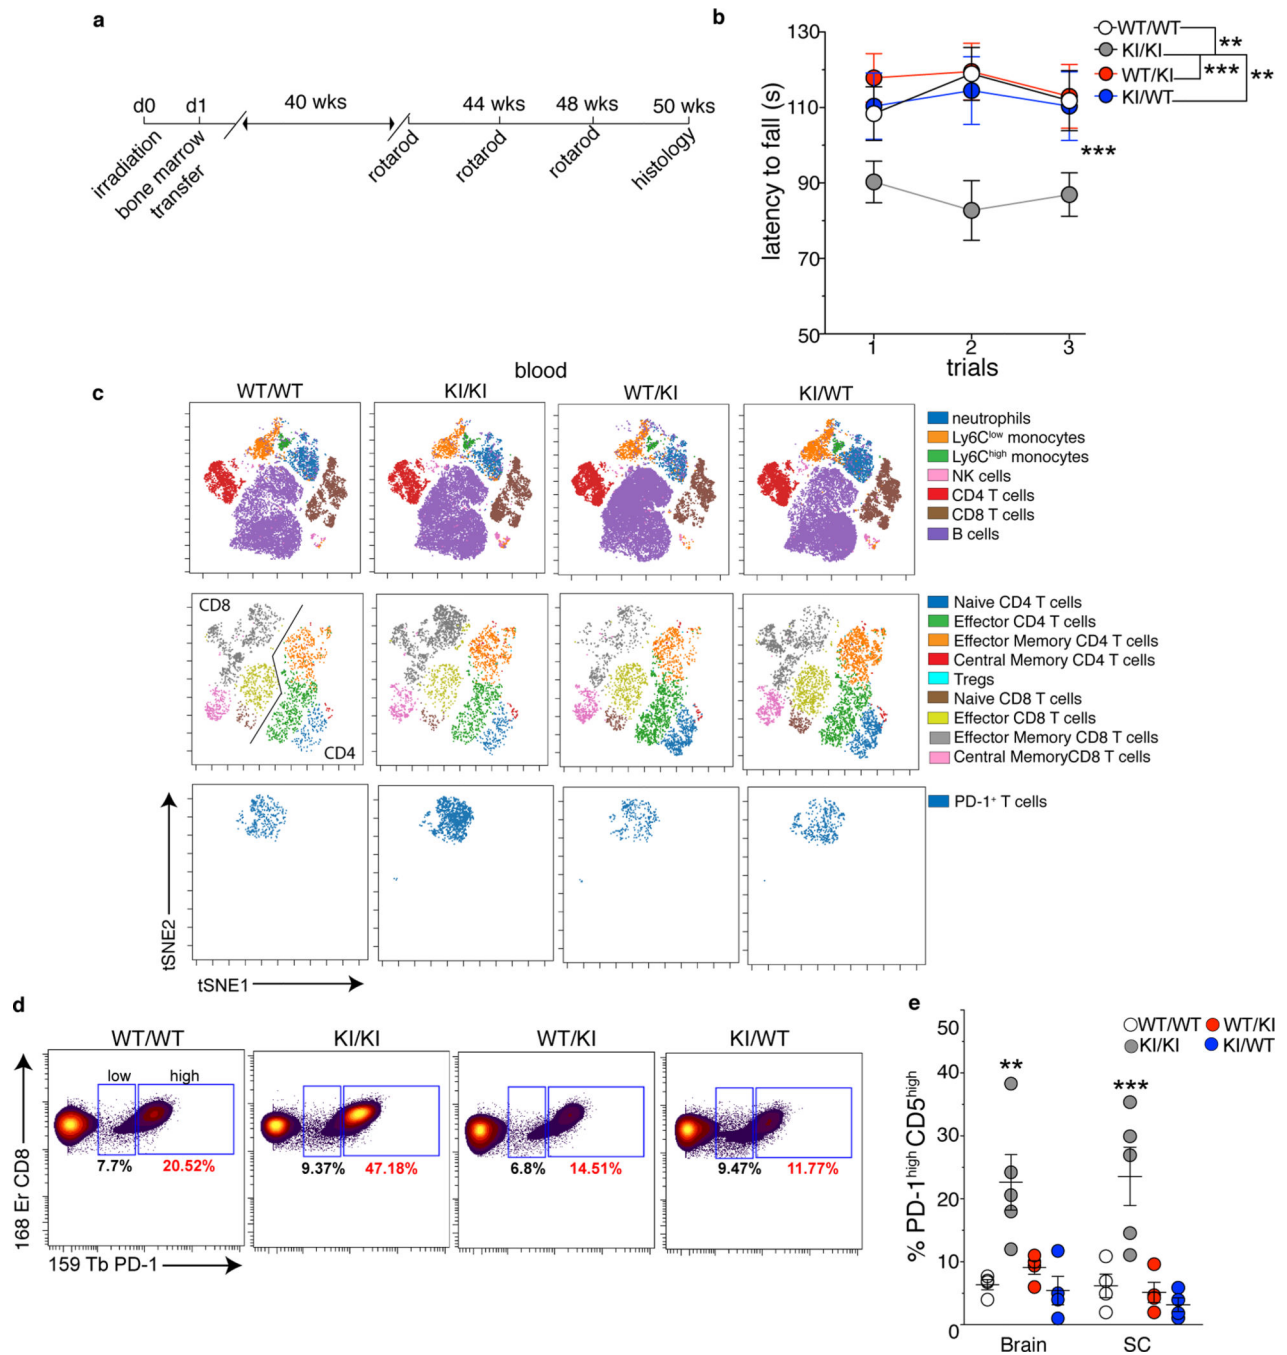 a
d0 d1 40 wks 44 wks 48 wks 50 wks
irradiation
bone marrow
transfer
rotarod
rotarod
rotarod
histology
b
130
110
90
70
50
latency to fall (s)
1 2 3
trials
WT/WT
KI/KI
WT/KI
KI/WT
**
***
**
***
c
blood
WT/WT KI/KI WT/KI KI/WT
neutrophils
Ly6Clow monocytes
Ly6Chigh monocytes
NK cells
CD4 T cells
CD8 T cells
B cells
CD8
CD4
Naive CD4 T cells
Effector CD4 T cells
Effector Memory CD4 T cells
Central Memory CD4 T cells
Tregs
Naive CD8 T cells
Effector CD8 T cells
Effector Memory CD8 T cells
Central MemoryCD8 T cells
PD-1+ T cells
tSNE2
tSNE1
d
WT/WT KI/KI WT/KI KI/WT
low high
7.7% 20.52%
9.37% 47.18%
6.8% 14.51%
9.47% 11.77%
168 Er CD8
159 Tb PD-1
e
50
40
30
20
10
0
% PD-1high CD5high
WT/WT WT/KI
KI/KI KI/WT
**
***
Brain SC